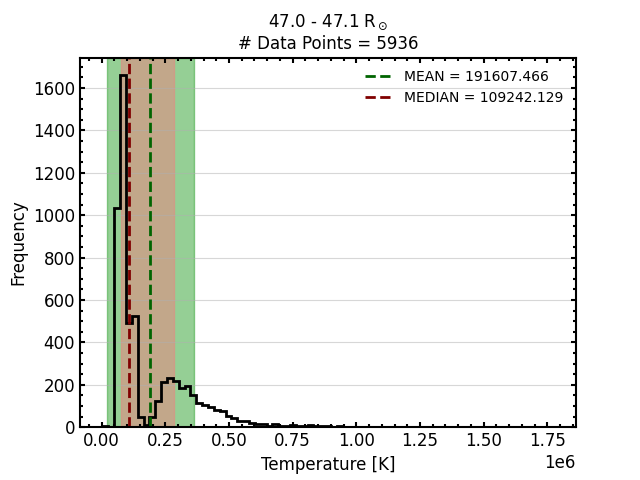 47.0 - 47.1 R⊙
# Data Points = 5936
MEAN = 191607.466
MEDIAN = 109242.129
Frequency
1600
1400
1200
1000
800
600
400
200
0
0.00 0.25 0.50 0.75 1.00 1.25 1.50 1.75
1e6
Temperature [K]